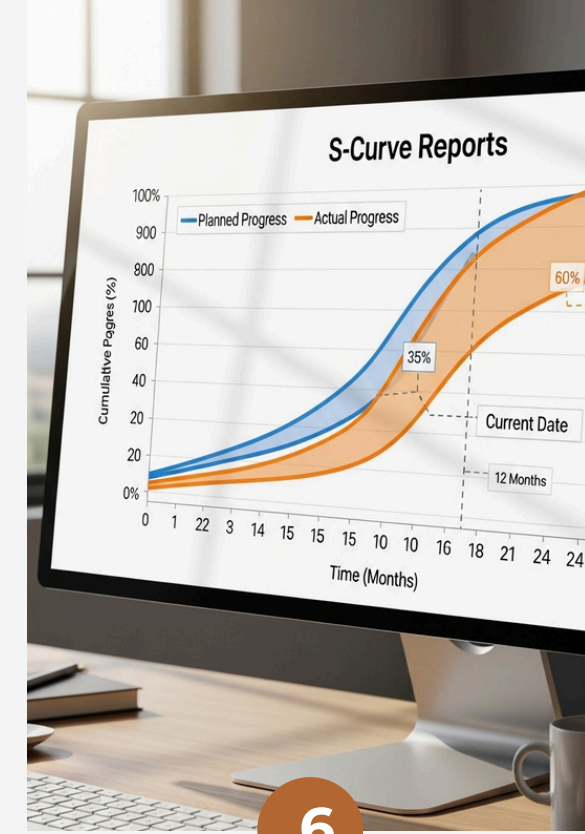 S-Curve Reports
100%
900
800
700
60
40
20
20
0%
Planned Progress
Actual Progress
Cumulative Pogres (%)
35%
60%
Current Date
12 Months
0 1 22 3 14 15 15 15 10 10 16 18 21 24 24
Time (Months)
6